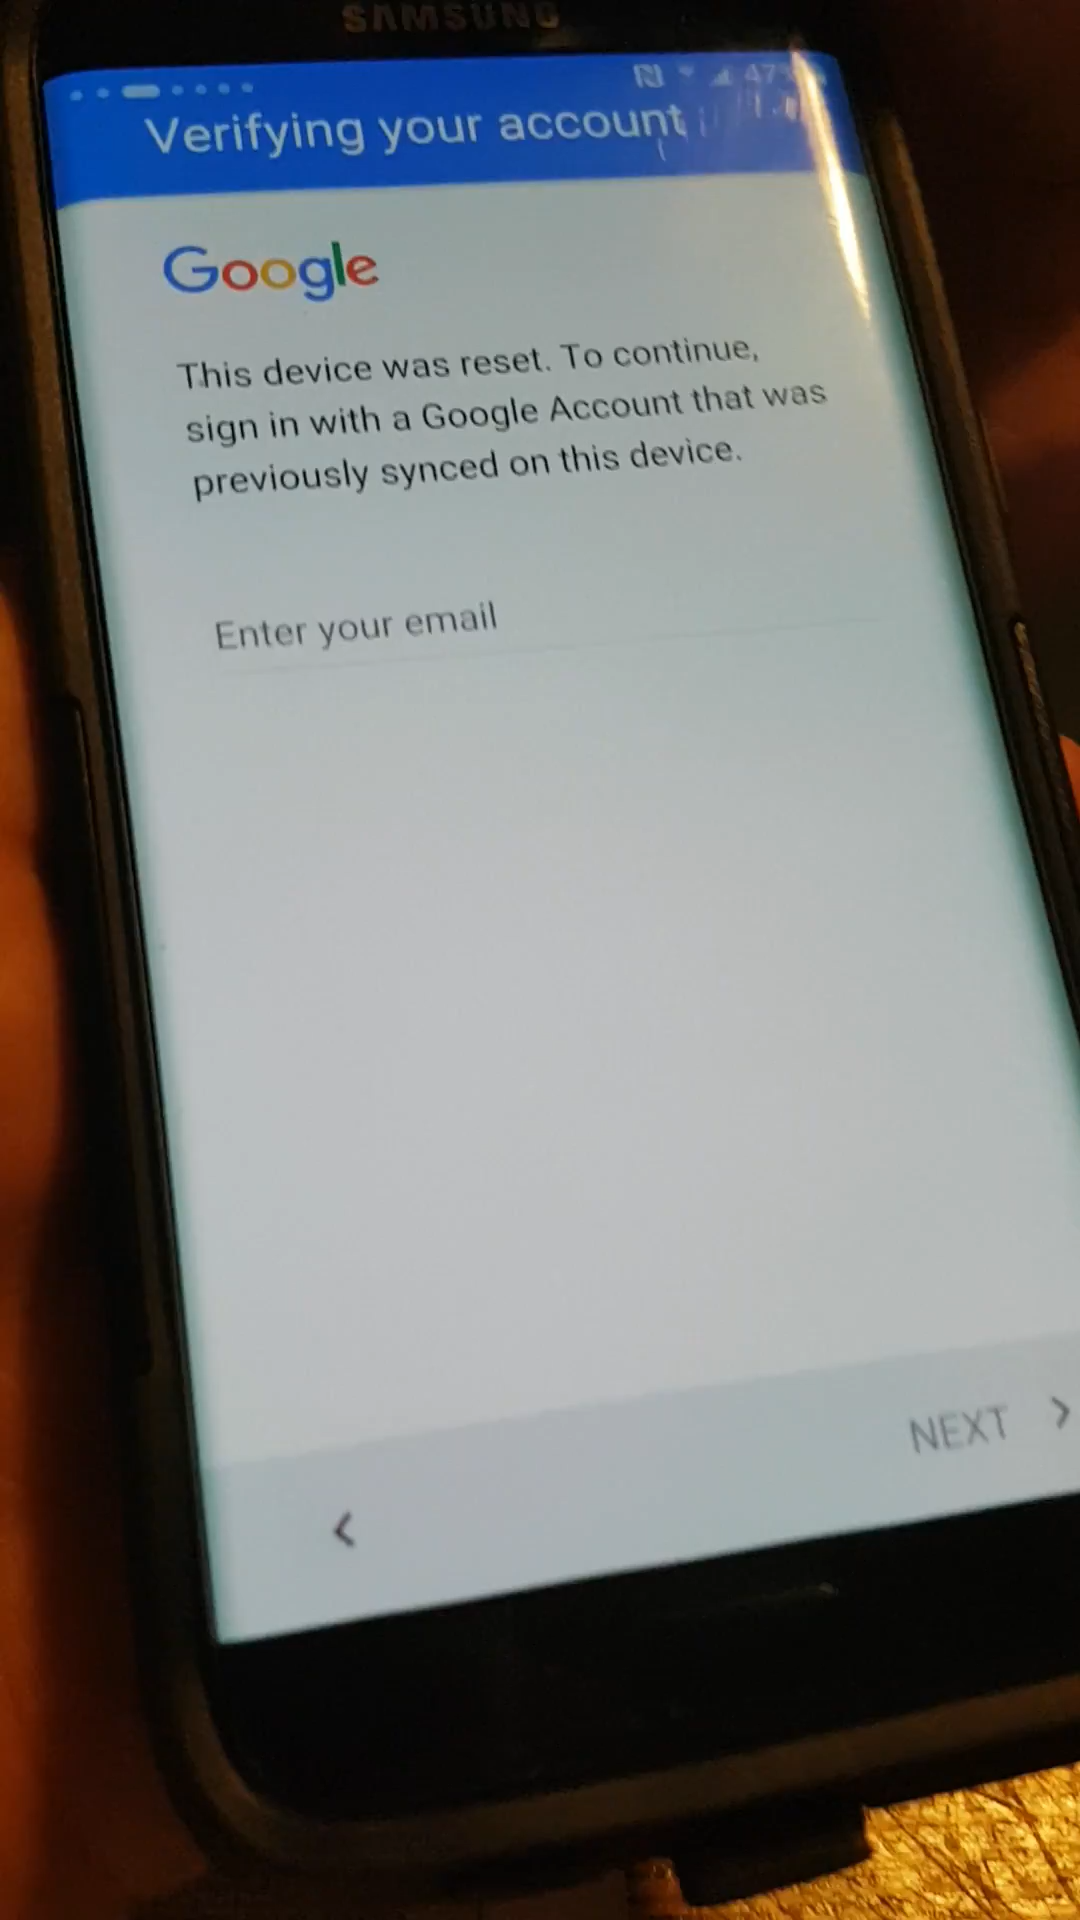 SAMSUNG
47%
Verifying your account
Google
This device was reset. To continue,
sign in with a Google Account that was
previously synced on this device.
Enter your email
NEXT